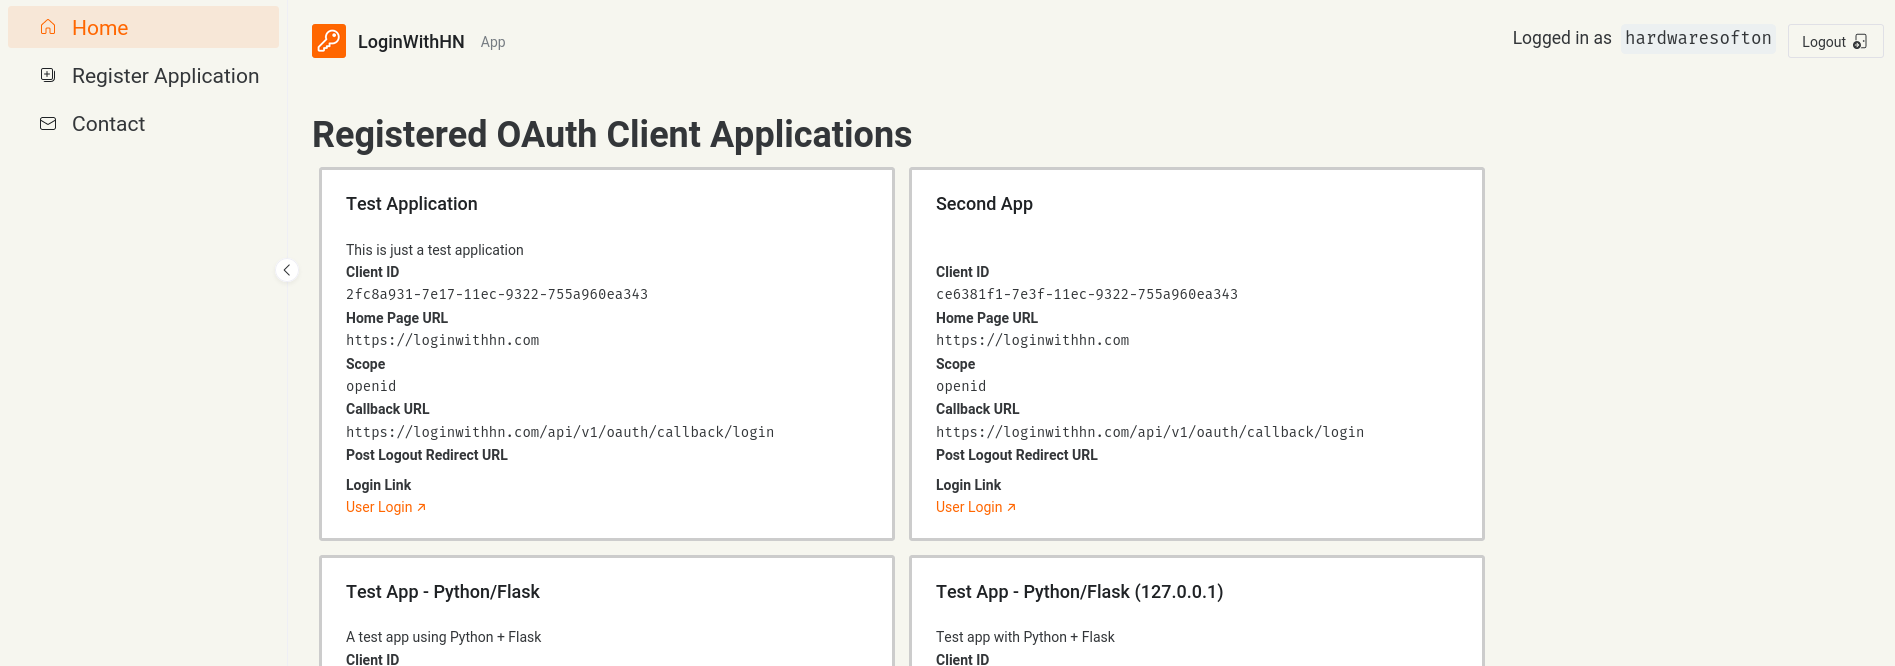 Home
Register Application
Contact
LoginWithHN App
Logged in as hardwaresofton
Logout
Registered OAuth Client Applications
Test Application
This is just a test application
Client ID
2fc8a931-7e17-11ec-9322-755a960ea343
Home Page URL
https://loginwithhn.com
Scope
openid
Callback URL
https://loginwithhn.com/api/v1/oauth/callback/login
Post Logout Redirect URL
Login Link
User Login
Second App
Client ID
ce6381f1-7e3f-11ec-9322-755a960ea343
Home Page URL
https://loginwithhn.com
Scope
openid
Callback URL
https://loginwithhn.com/api/v1/oauth/callback/login
Post Logout Redirect URL
Login Link
User Login
Test App - Python/Flask
A test app using Python + Flask
Client ID
Test App - Python/Flask (127.0.0.1)
Test app with Python + Flask
Client ID